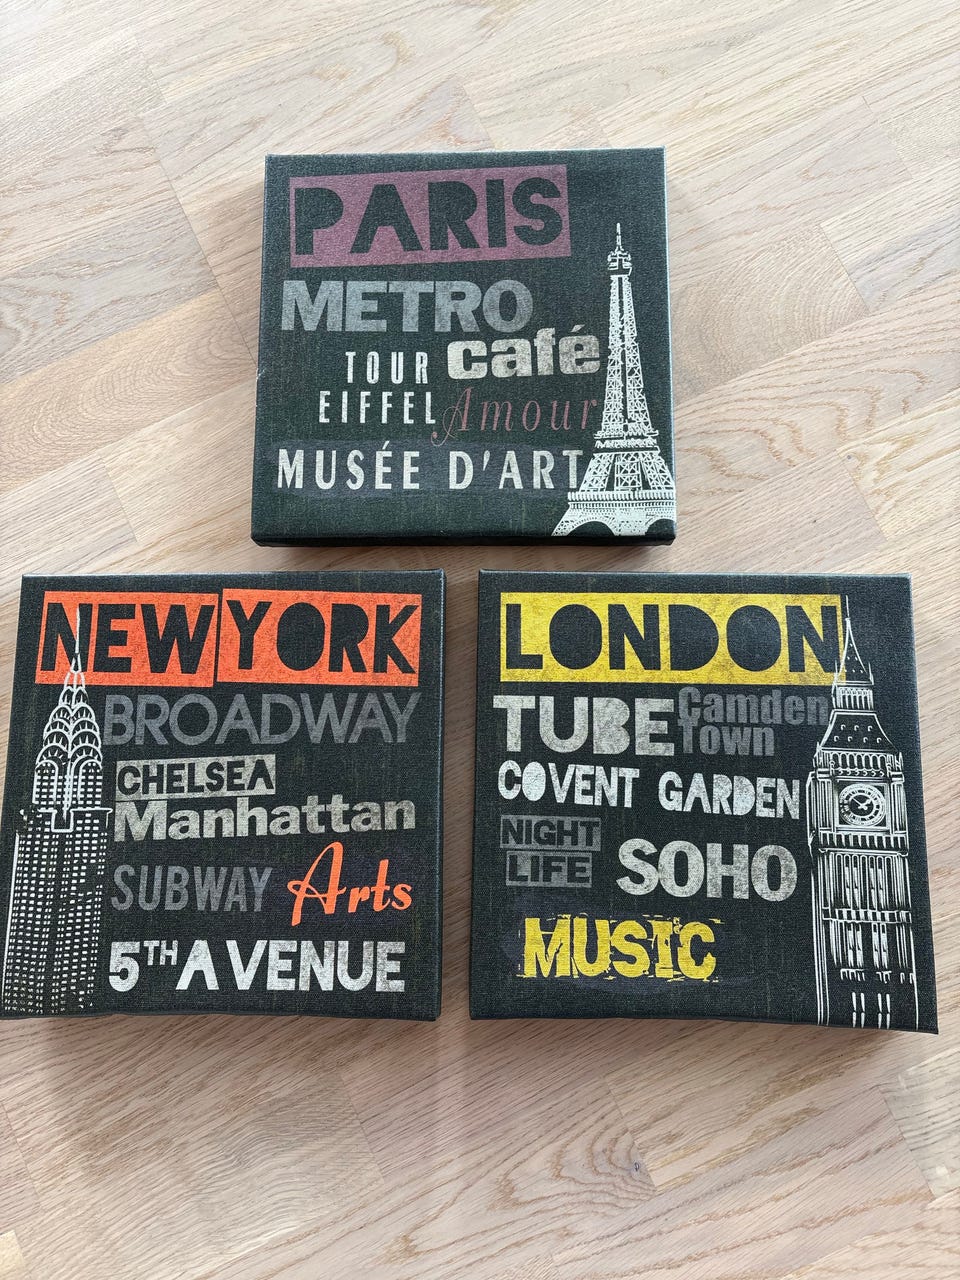 PARIS
METRO
café
TOUR
EIFFEL
Amour
MUSÉE D'ART
NEW YORK
BROADWAY
CHELSEA
Manhattan
SUBWAY Arts
5TH AVENUE
LONDON
TUBE
Camden
Town
COVENT GARDEN
NIGHT
LIFE
SOHO
MUSIC